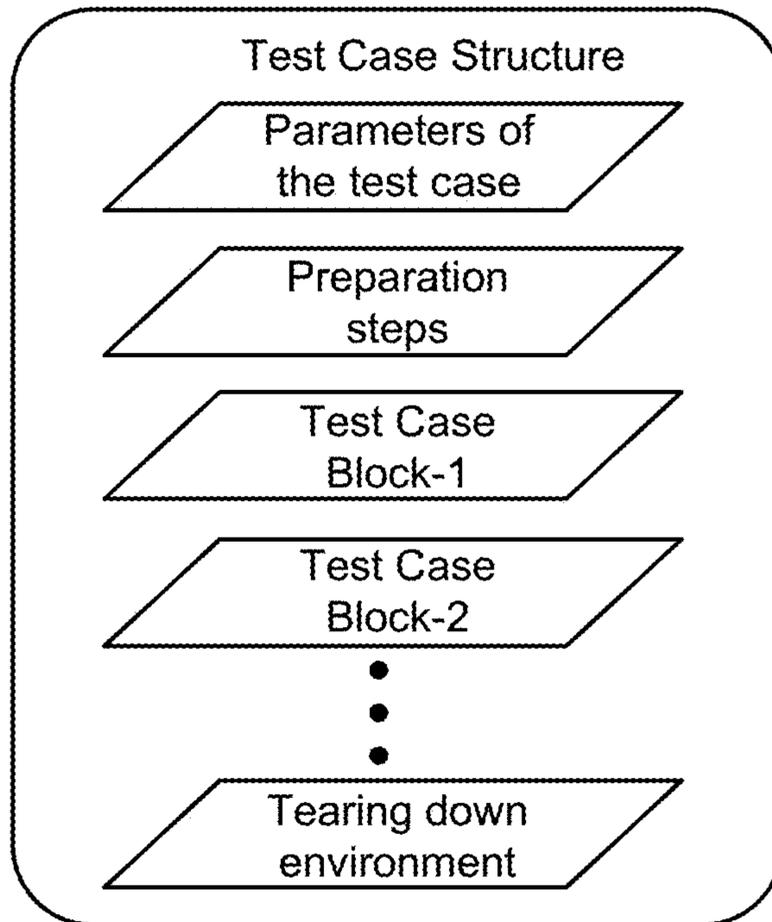 Test Case Structure
Parameters of
the test case
Preparation
steps
Test Case
Block-1
Test Case
Block-2
Tearing down
environment